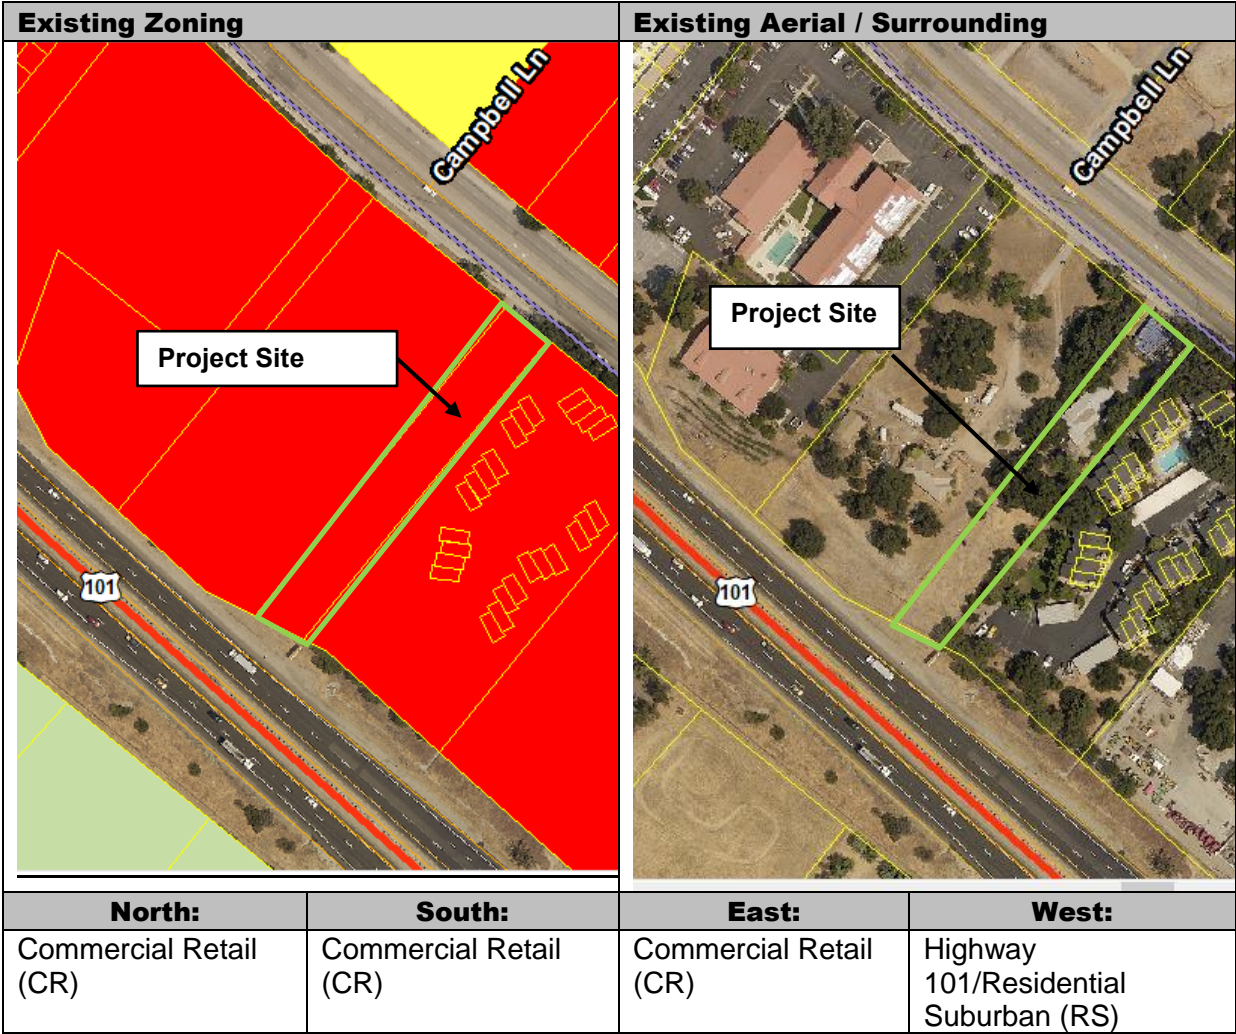 Existing Zoning
Existing Aerial / Surrounding
Campbell Ln
Project Site
101
Campbell Ln
Project Site
101
North:
South:
East:
West:
Commercial Retail
(CR)
Commercial Retail
(CR)
Commercial Retail
(CR)
Highway
101/Residential
Suburban (RS)